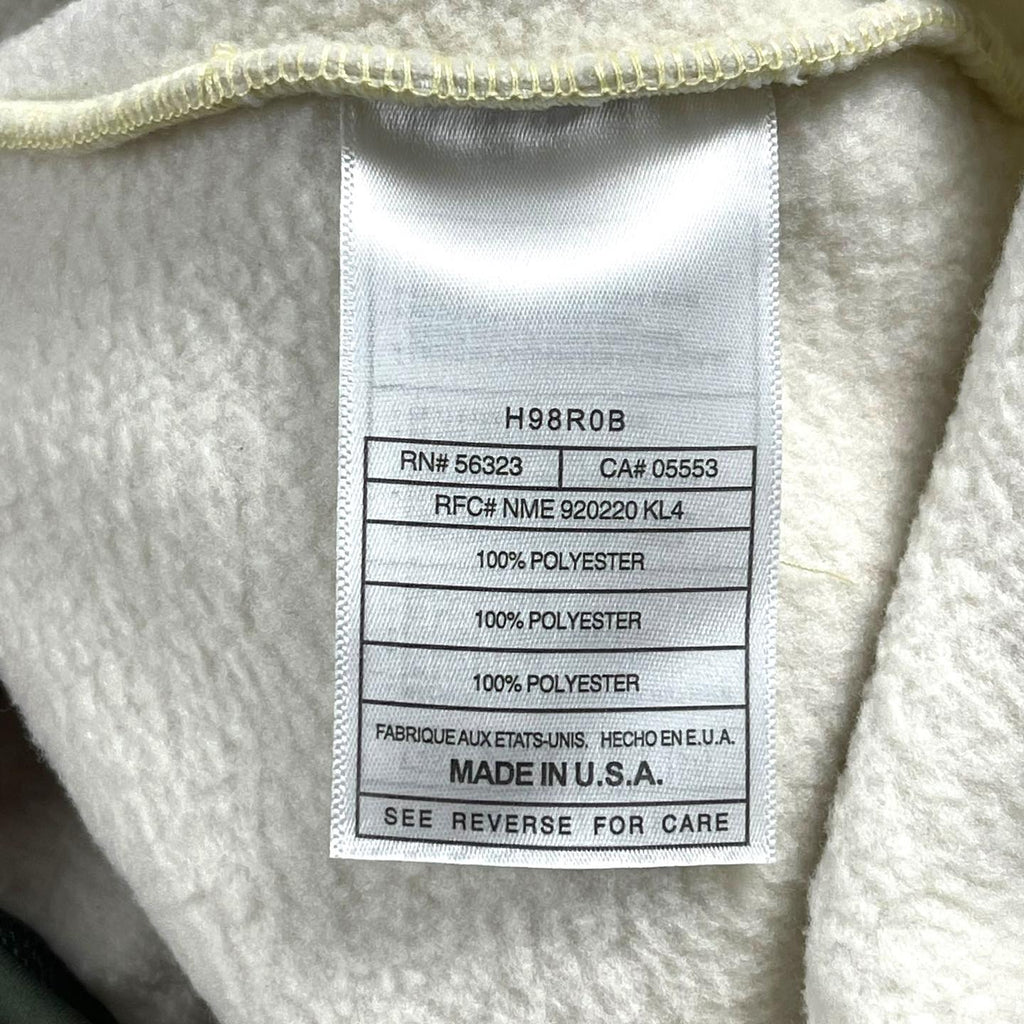 H98R0B
RN# 56323 CA# 05553
RFC# NME 920220 KL4
100% POLYESTER
100% POLYESTER
100% POLYESTER
FABRIQUE AUX ETATS-UNIS. HECHO EN E.U.A.
MADE IN U.S.A.
SEE REVERSE FOR CARE